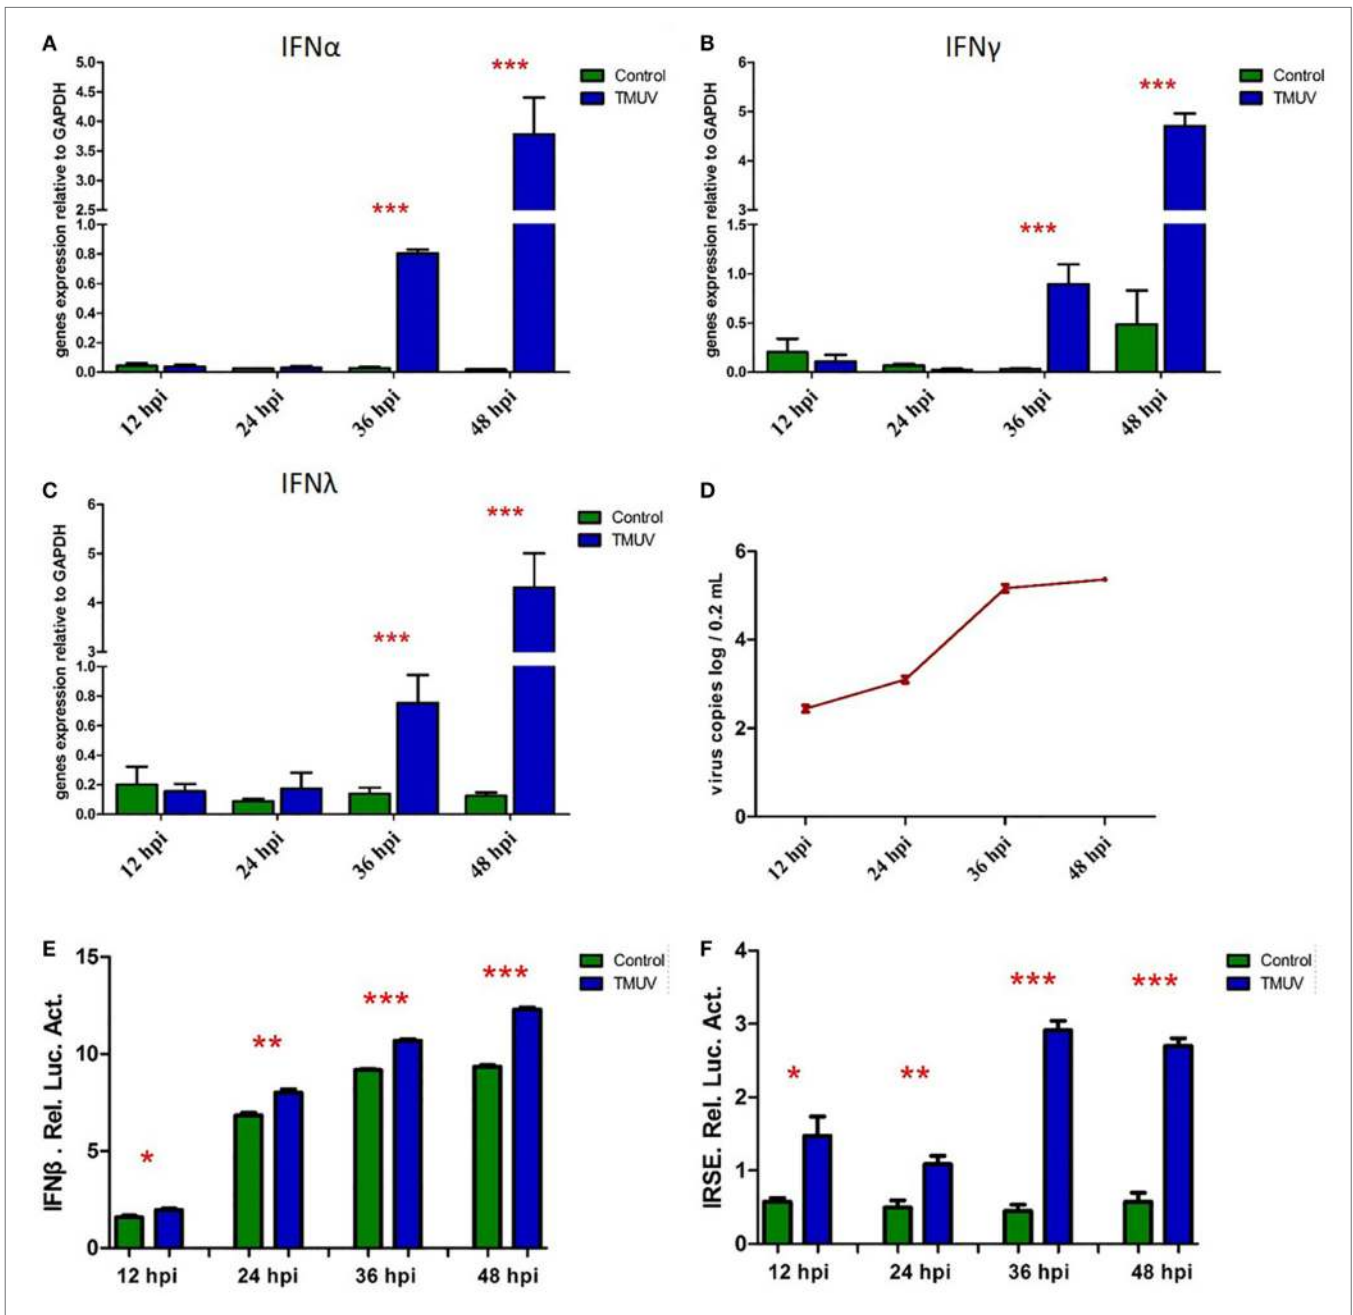 A
IFNα
genes expression relative to GAPDH
5.0
4.5
4.0
3.5
3.0
2.5
1.0
0.8
0.6
0.4
0.2
0.0
***
***
Control
TMUV
12 hpi
24 hpi
36 hpi
48 hpi
B
IFNγ
genes expression relative to GAPDH
6
5
4
3
1.5
1.0
0.5
0.0
***
***
Control
TMUV
12 hpi
24 hpi
36 hpi
48 hpi
C
IFNλ
genes expression relative to GAPDH
6
5
4
3
1.0
0.8
0.6
0.4
0.2
0.0
***
***
Control
TMUV
12 hpi
24 hpi
36 hpi
48 hpi
D
virus copies log / 0.2 mL
6
4
2
0
12 hpi
24 hpi
36 hpi
48 hpi
E
IFNβ . Rel. Luc. Act.
15
10
5
0
*
**
***
***
Control
TMUV
12 hpi
24 hpi
36 hpi
48 hpi
F
IRSE. Rel. Luc. Act.
4
3
2
1
0
*
**
***
***
Control
TMUV
12 hpi
24 hpi
36 hpi
48 hpi